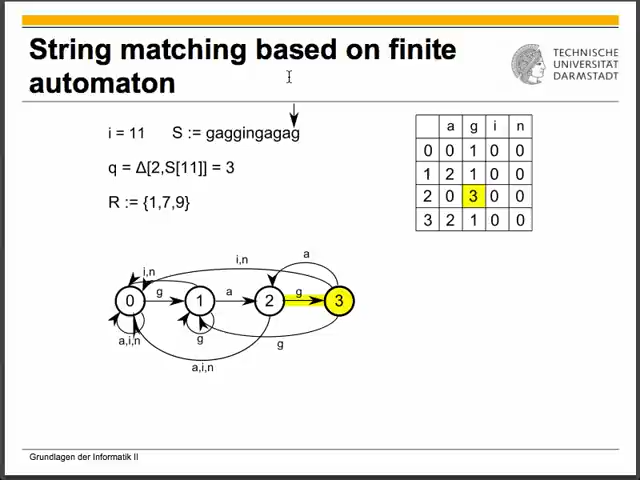 String matching based on finite
automaton
TECHNISCHE
UNIVERSITÄT
DARMSTADT
i = 11 S := gaggingagag
q = Δ[2,S[11]] = 3
R := {1,7,9}
a g i n
0 0 1 0 0
1 2 1 0 0
2 0 3 0 0
3 2 1 0 0
i,n
i,n
a
g
a
g
0
1
2
3
a,i,n
g
g
a,i,n
Grundlagen der Informatik II